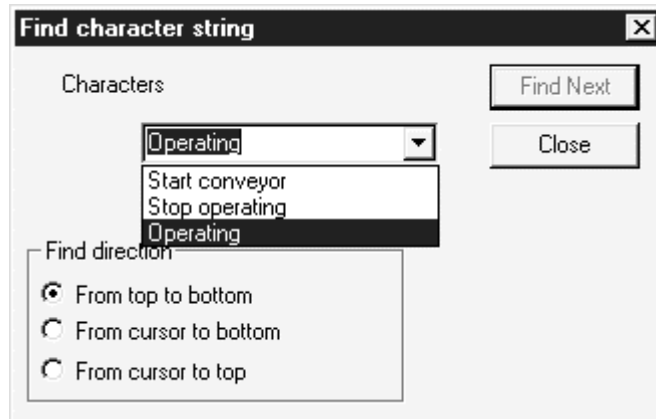 Find character string
Characters
Find Next
Operating
Close
Start conveyor
Stop operating
Operating
Find direction
From top to bottom
From cursor to bottom
From cursor to top